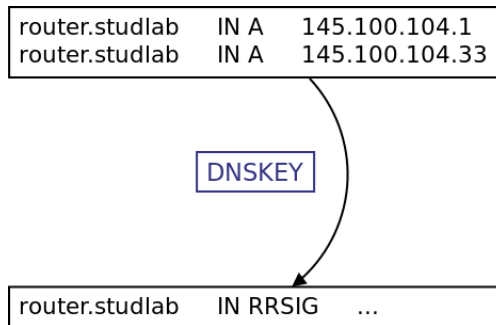 router.studlab IN A 145.100.104.1
router.studlab IN A 145.100.104.33
DNSKEY
router.studlab IN RRSIG ...